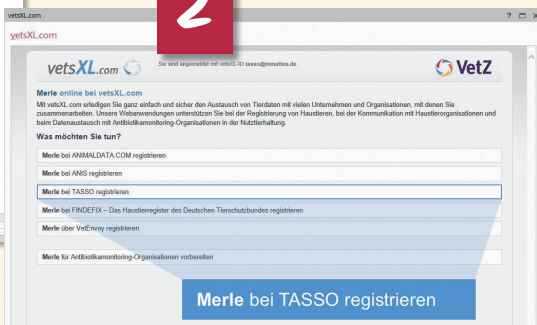 2
vetsXL.com
vetsXL.com
vetsXL.com
Sie sind angemeldet mit vetsXL-ID tasso@mmattes.de
VetZ
Merle online bei vetsXL.com
Mit vetsXL.com erledigen Sie ganz einfach und sicher den Austausch von Tierdaten mit vielen Unternehmen und Organisationen, mit denen Sie
zusammenarbeiten. Unsere Webanwendungen unterstützen Sie bei der Registrierung von Haustieren, bei der Kommunikation mit Haustierorganisationen und
beim Datenaustausch mit Antibiotikamonitoring-Organisationen in der Nutztierhaltung.
Was möchten Sie tun?
Merle bei ANIMALDATA.COM registrieren
Merle bei ANIS registrieren
Merle bei TASSO registrieren
Merle bei FINDEFIX – Das Haustierregister des Deutschen Tierschutzbundes registrieren
Merle über VetEnvoy registrieren
Merle für Antibiotikamonitoring-Organisationen vorbereiten
Merle bei TASSO registrieren